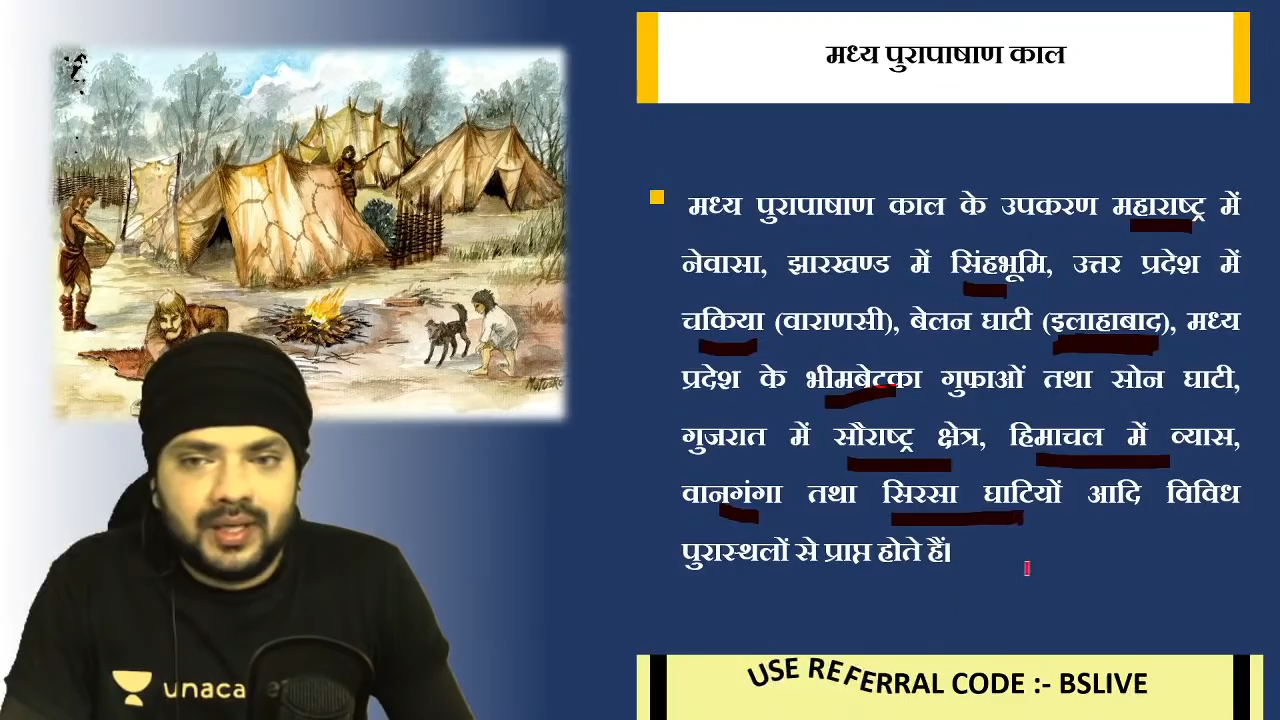 मध्य पुरापाषाण काल
मध्य पुरापाषाण काल के उपकरण महाराष्ट्र में
नेवासा, झारखण्ड में सिंहभूमि, उत्तर प्रदेश में
चकिया (वाराणसी), बेलन घाटी (इलाहाबाद), मध्य
प्रदेश के भीमबेटका गुफाओं तथा सोन घाटी,
गुजरात में सौराष्ट्र क्षेत्र, हिमाचल में व्यास,
वानगंगा तथा सिरसा घाटियों आदि विविध
पुरास्थलों से प्राप्त होते हैं।
unaca
USE REFERRAL CODE :- BSLIVE